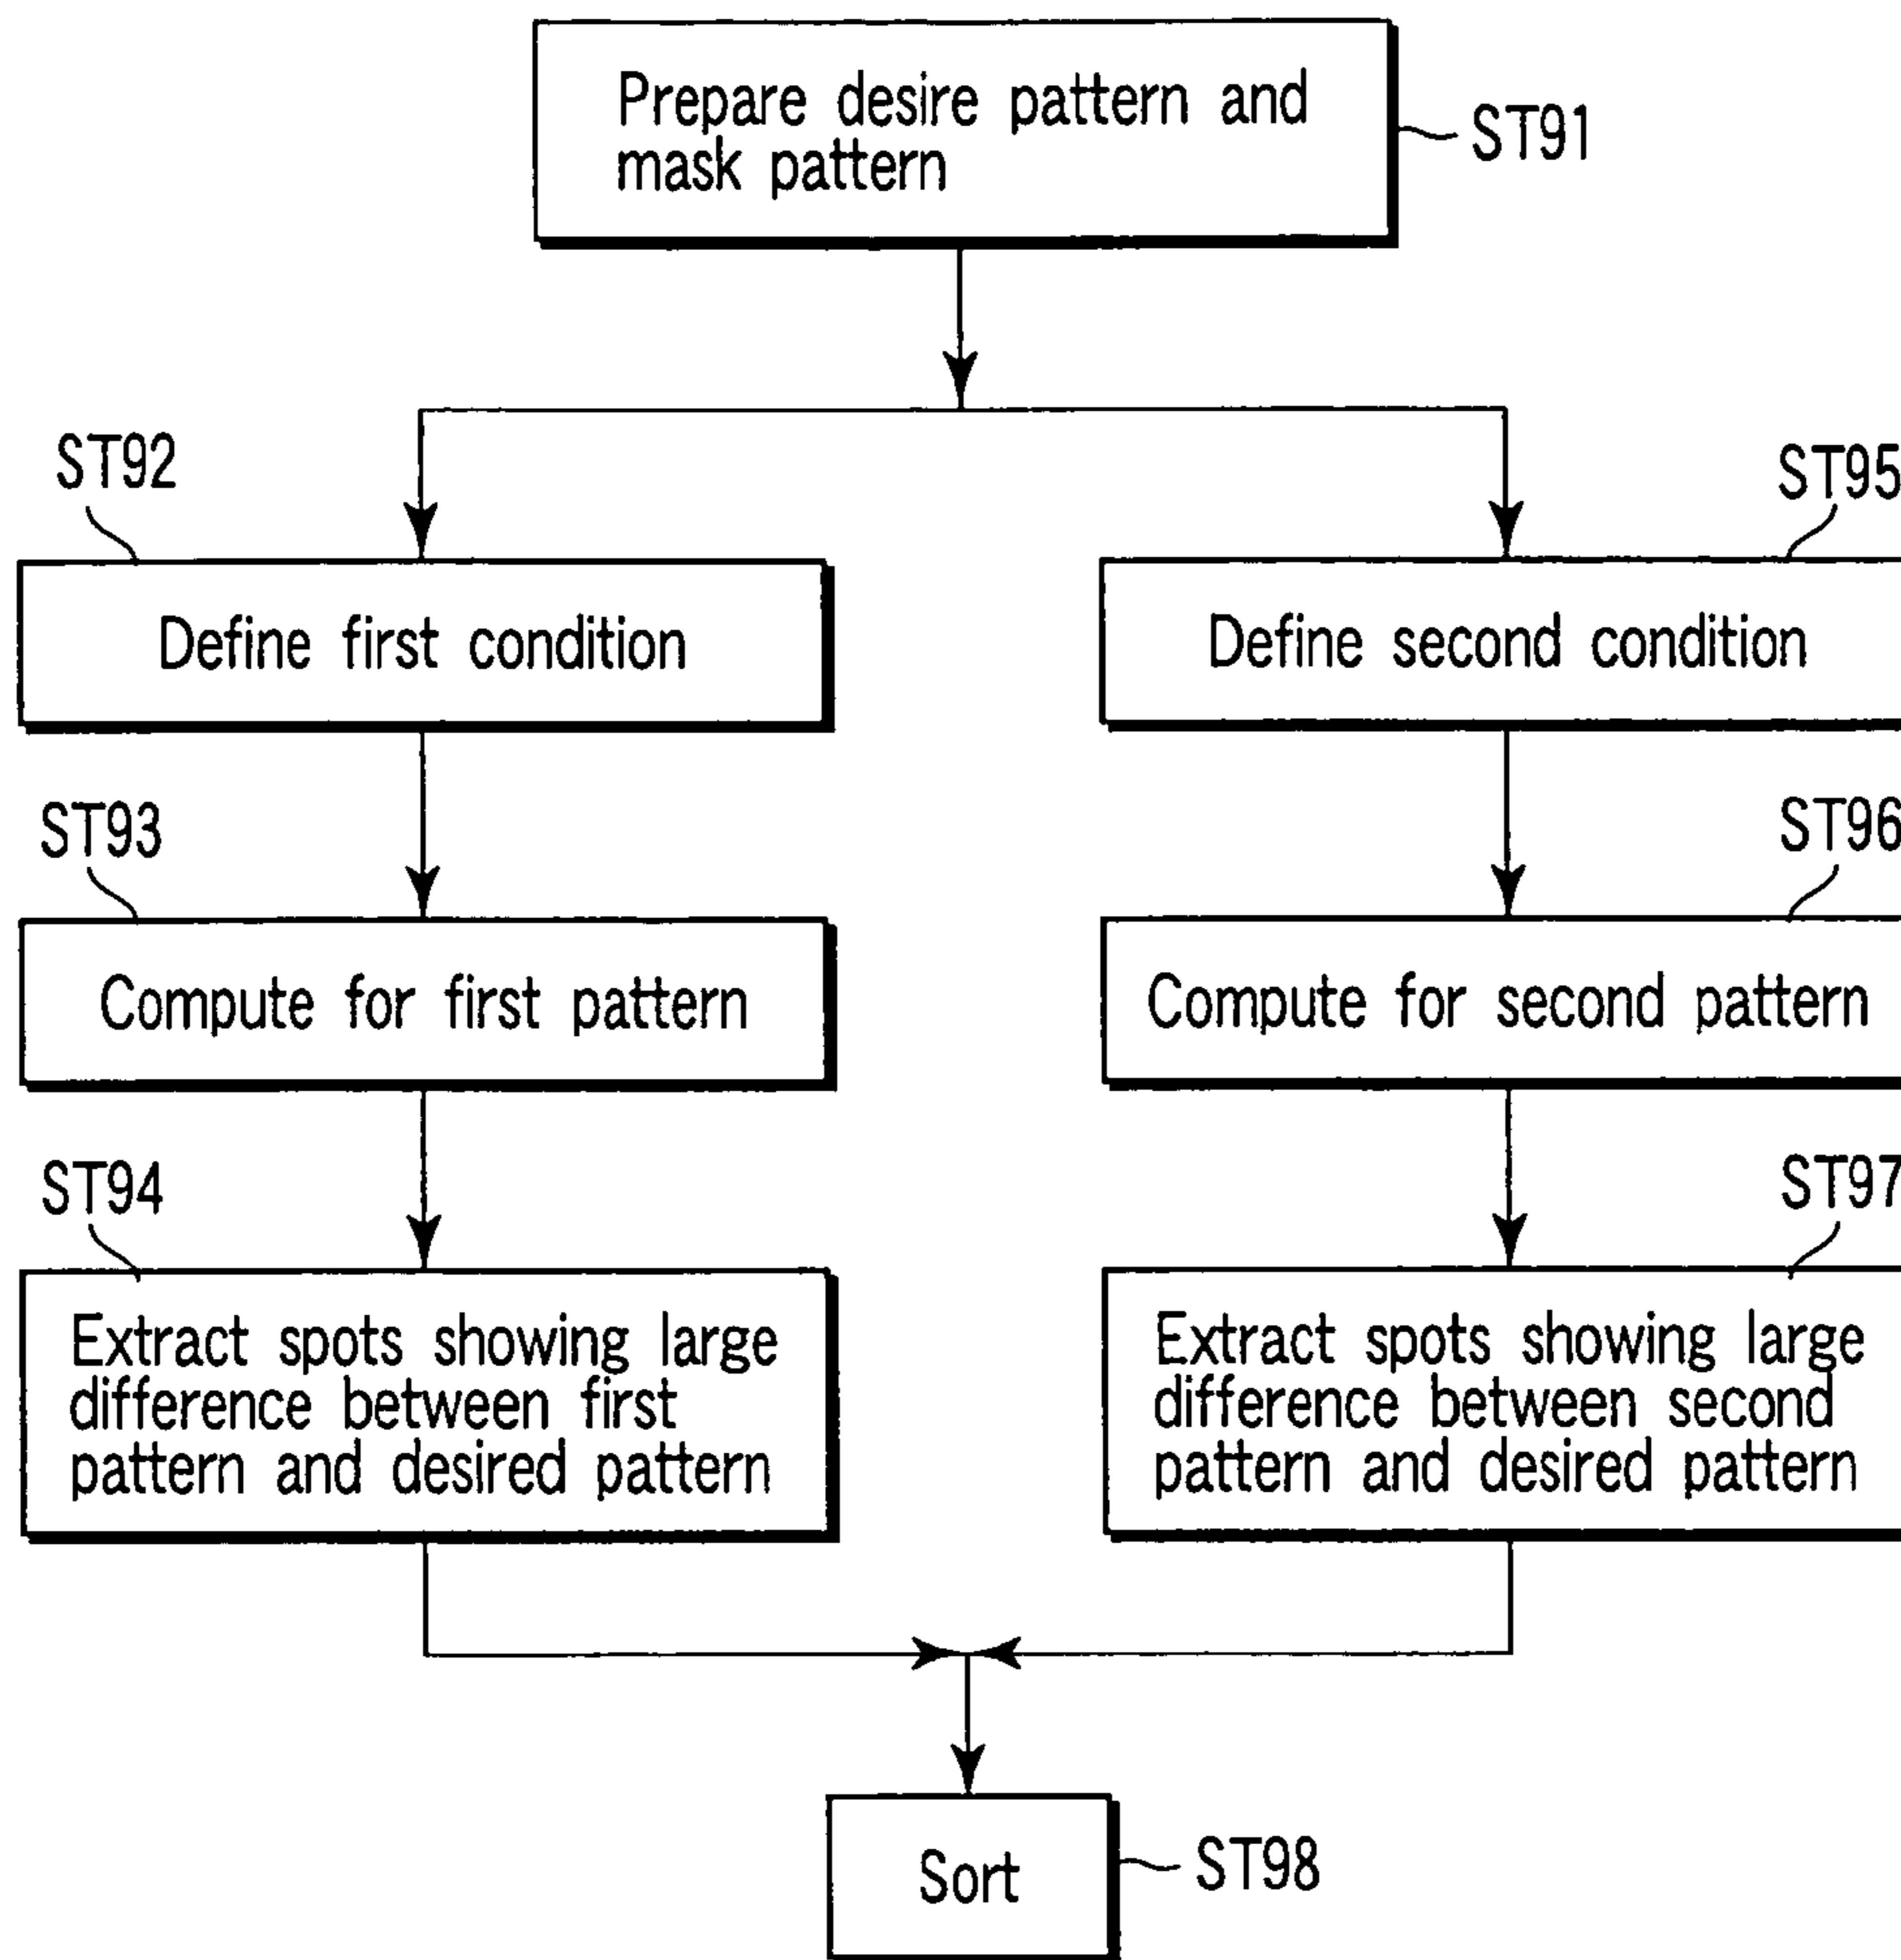 Prepare desire pattern and
mask pattern
ST91
ST92
Define first condition
ST93
Compute for first pattern
ST94
Extract spots showing large
difference between first
pattern and desired pattern
ST95
Define second condition
ST96
Compute for second pattern
ST97
Extract spots showing large
difference between second
pattern and desired pattern
Sort
ST98